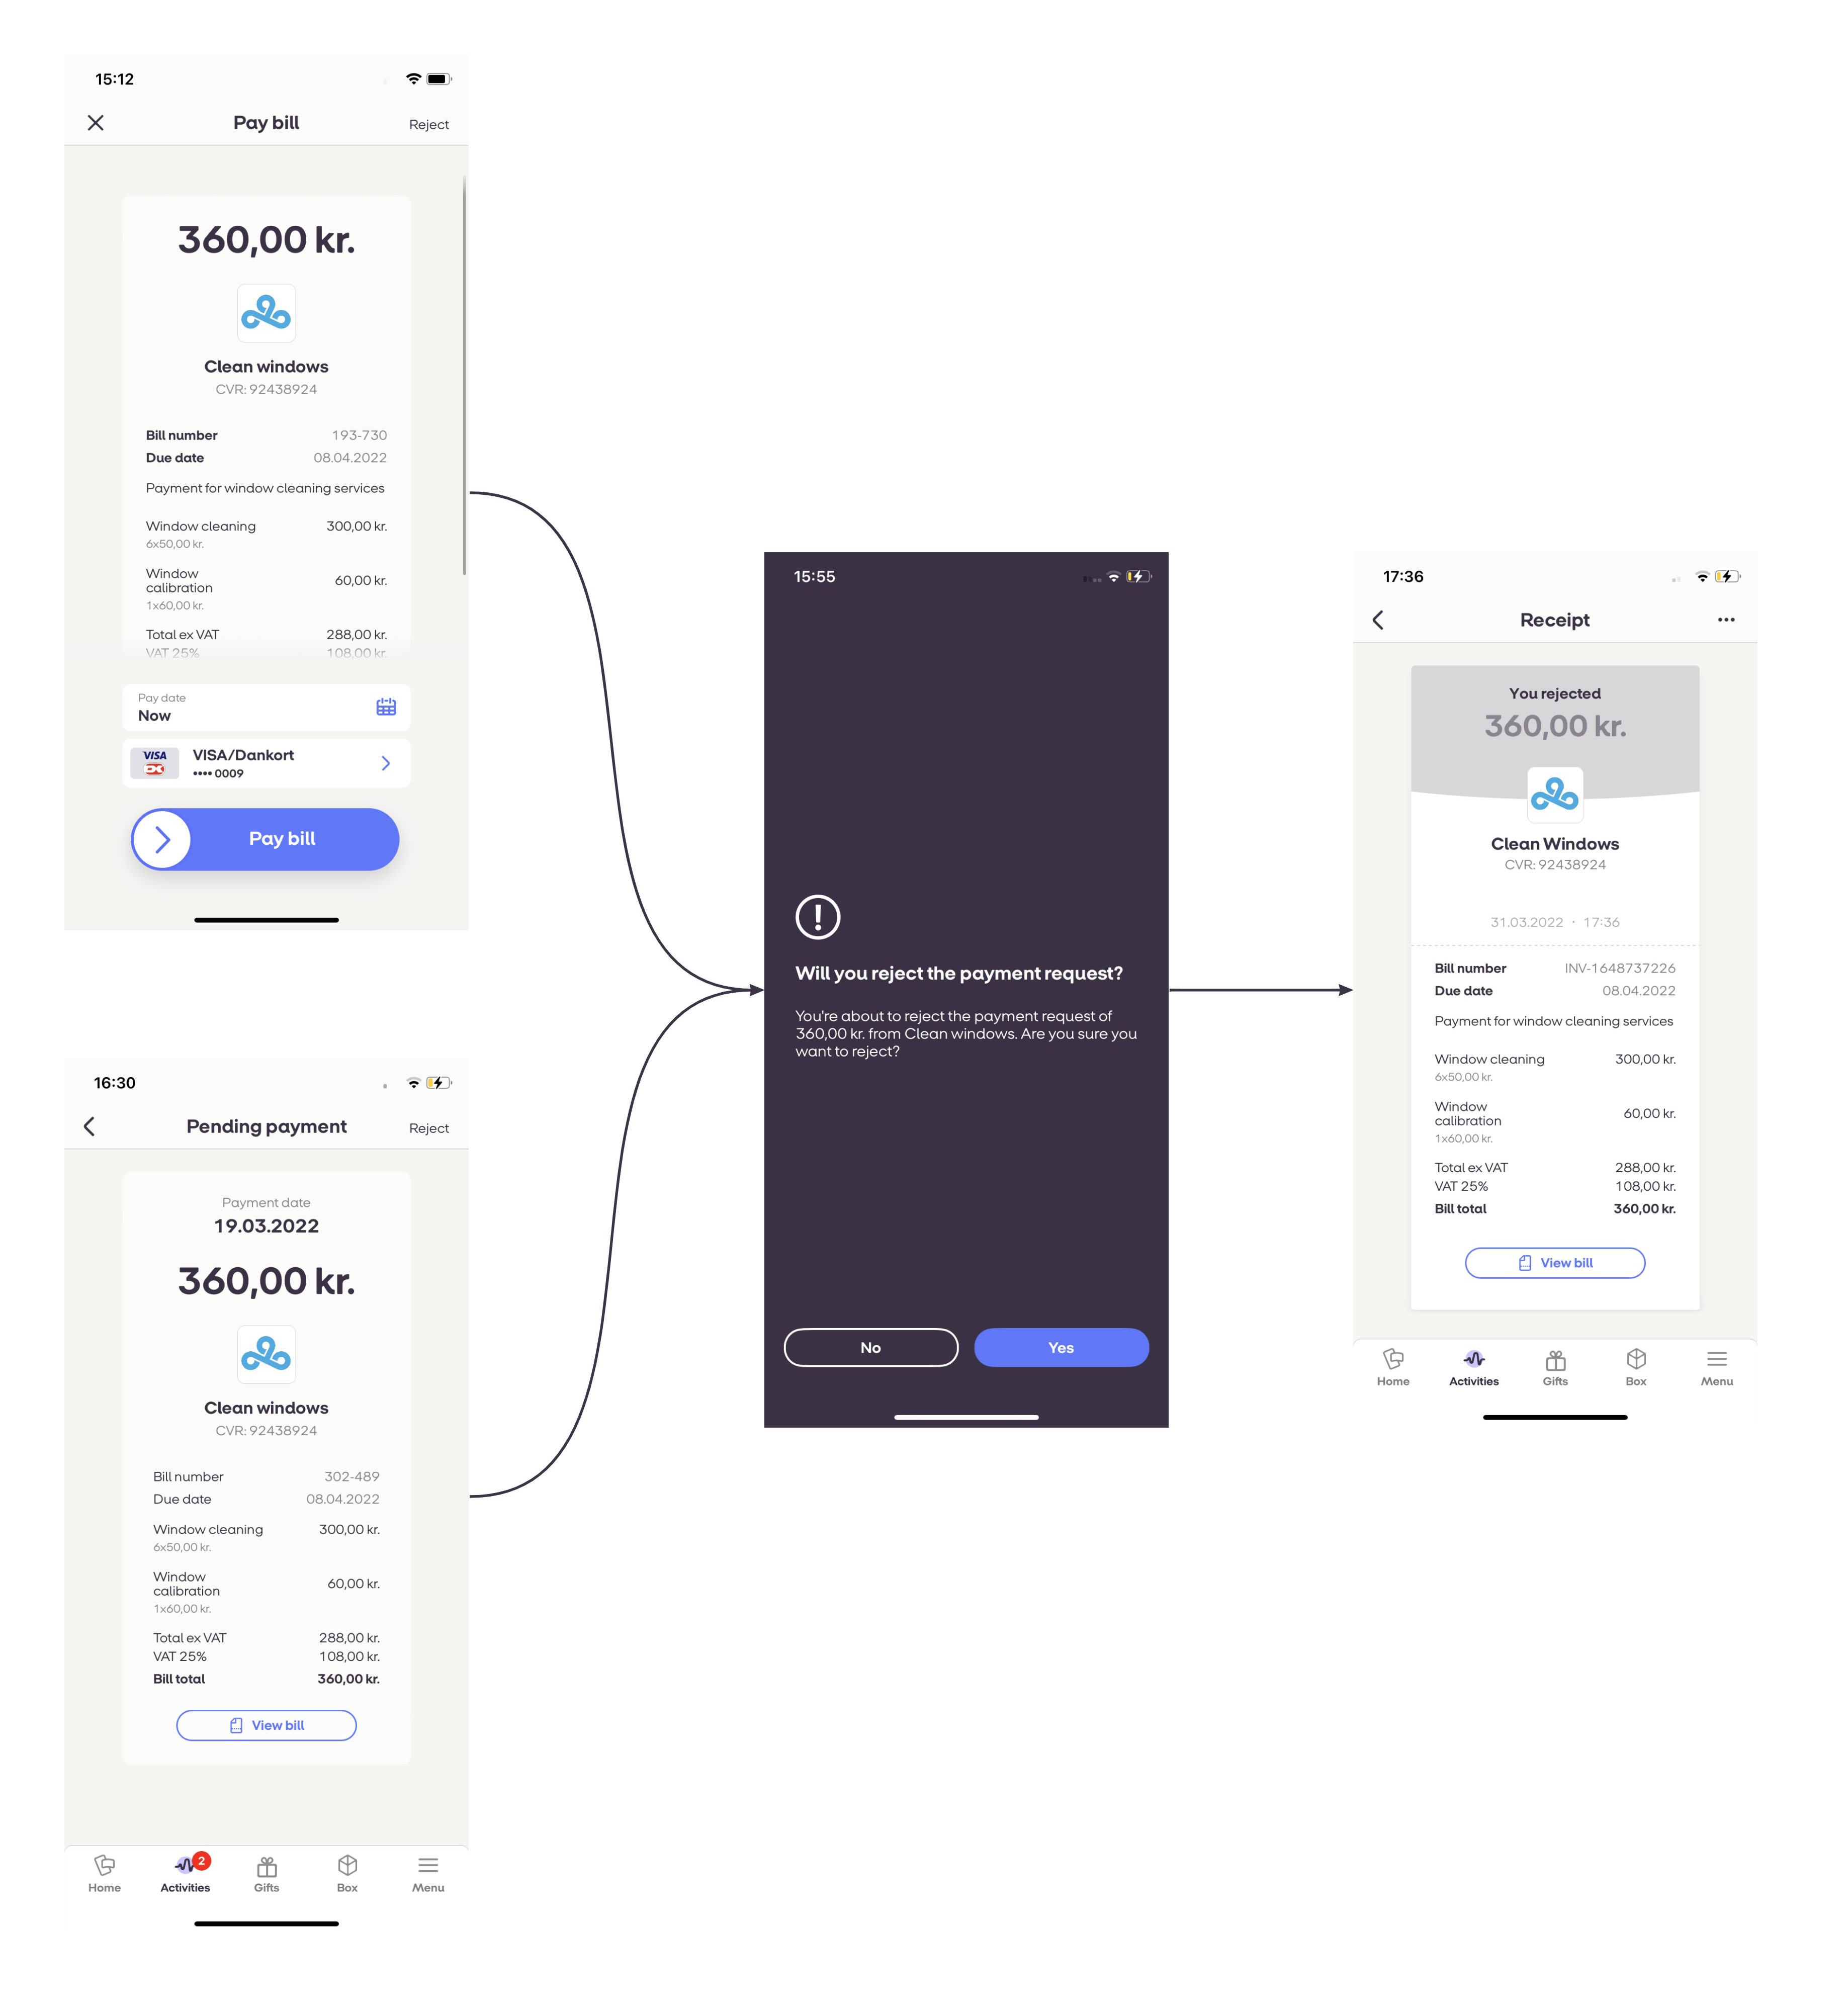 15:12
Pay bill
Reject
360,00 kr.
Clean windows
CVR: 92438924
Bill number 193-730
Due date 08.04.2022
Payment for window cleaning services
Window cleaning 300,00 kr.
6x50,00 kr.
Window
calibration 60,00 kr.
1x60,00 kr.
Total ex VAT 288,00 kr.
VAT 25% 108,00 kr.
Pay date
Now
VISA
DK
VISA/Dankort
•••• 0009
Pay bill
16:30
Pending payment
Reject
Payment date
19.03.2022
360,00 kr.
Clean windows
CVR: 92438924
Bill number 302-489
Due date 08.04.2022
Window cleaning 300,00 kr.
6x50,00 kr.
Window
calibration 60,00 kr.
1x60,00 kr.
Total ex VAT 288,00 kr.
VAT 25% 108,00 kr.
Bill total 360,00 kr.
View bill
2
Home Activities Gifts Box Menu
15:55
Will you reject the payment request?
You're about to reject the payment request of
360,00 kr. from Clean windows. Are you sure you
want to reject?
No
Yes
17:36
Receipt
You rejected
360,00 kr.
Clean Windows
CVR: 92438924
31.03.2022 · 17:36
Bill number INV-1648737226
Due date 08.04.2022
Payment for window cleaning services
Window cleaning 300,00 kr.
6x50,00 kr.
Window
calibration 60,00 kr.
1x60,00 kr.
Total ex VAT 288,00 kr.
VAT 25% 108,00 kr.
Bill total 360,00 kr.
View bill
Home Activities Gifts Box Menu